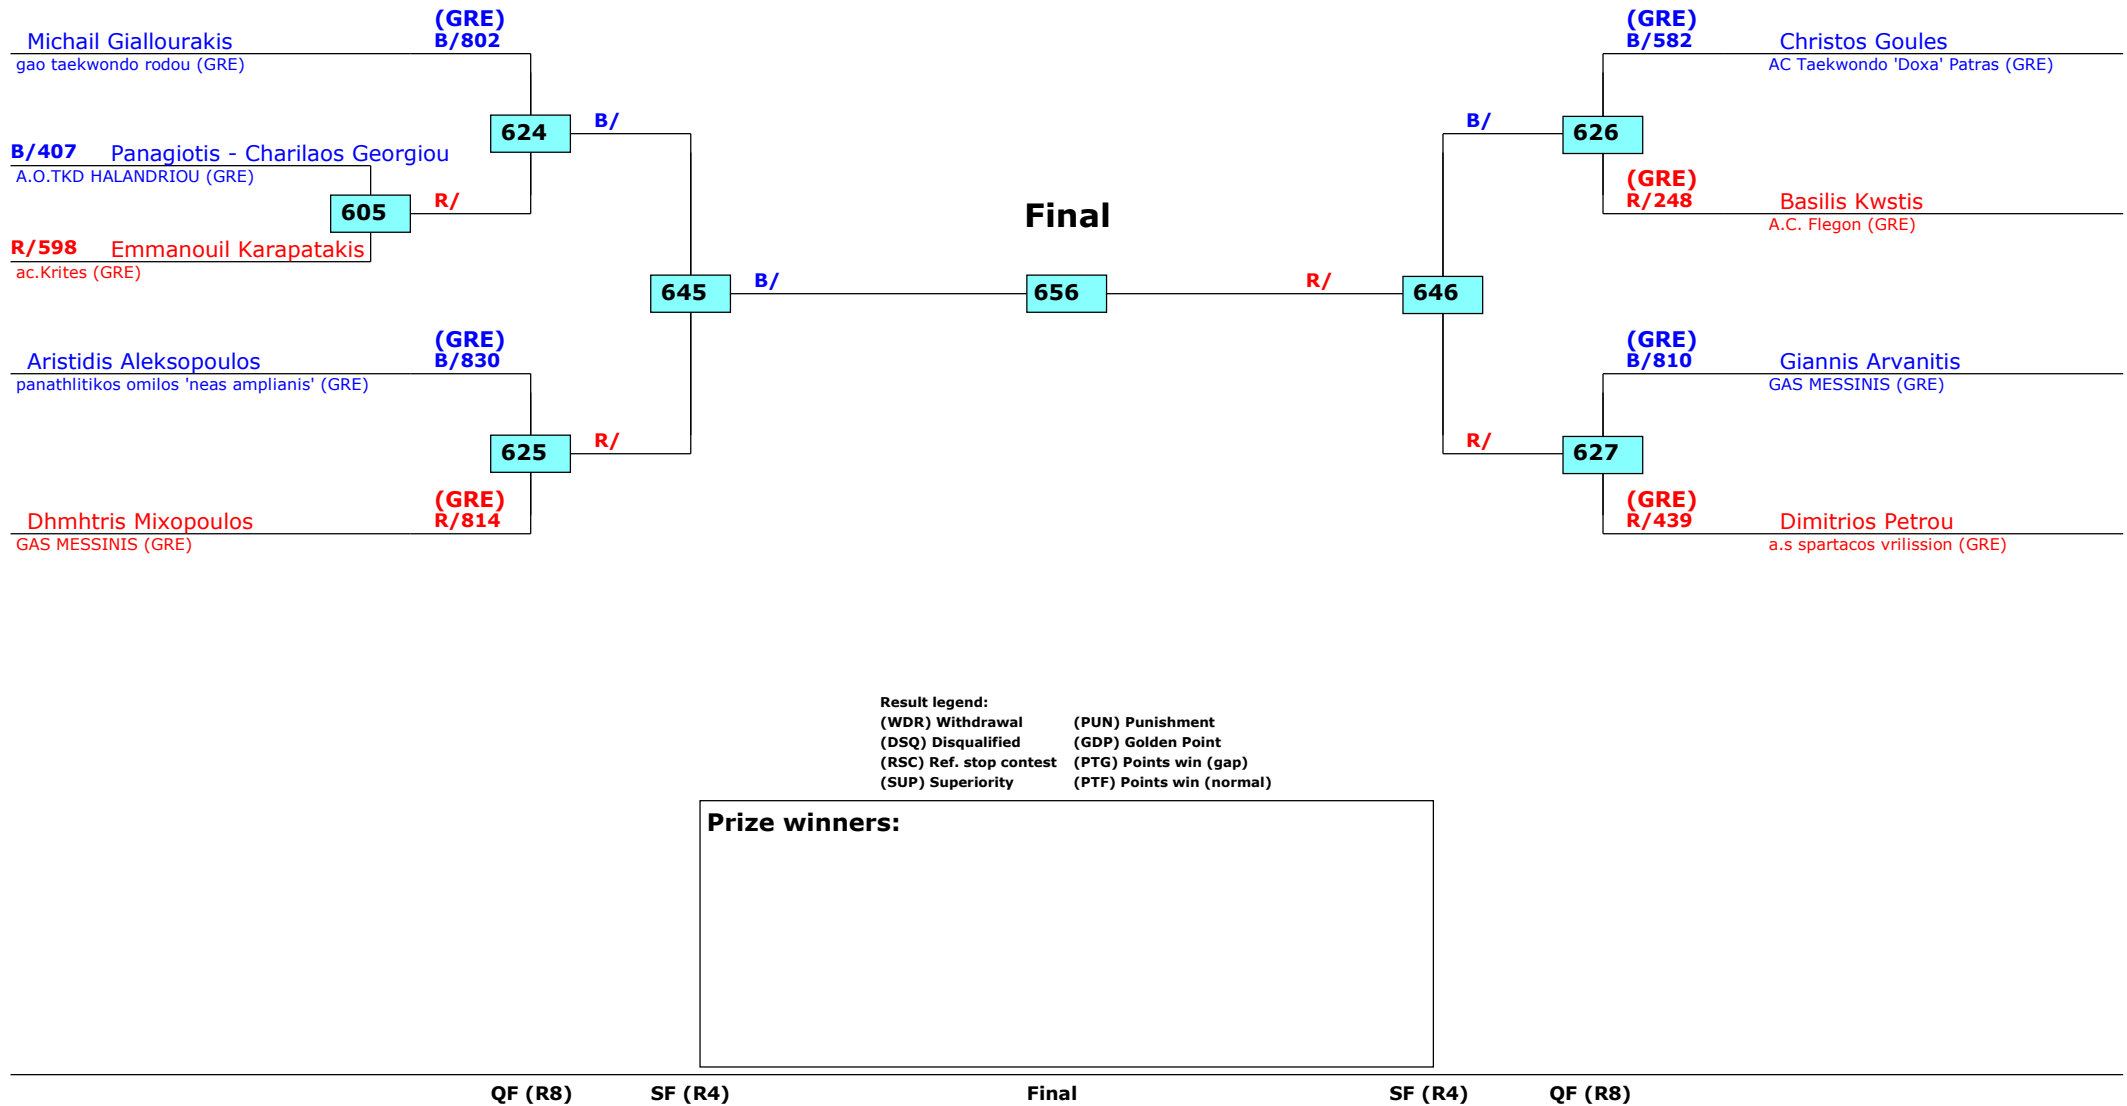 (GRE)
Michail Giallourakis B/802
gao taekwondo rodou (GRE)
624 B/
B/407 Panagiotis - Charilaos Georgiou
A.O.TKD HALANDRIOU (GRE)
605 R/
R/598 Emmanouil Karapatakis
ac.Krites (GRE)
645 B/
(GRE)
Aristidis Aleksopoulos B/830
panathlitikos omilos 'neas amplianis' (GRE)
625 R/
(GRE)
Dhmhtris Mixopoulos R/814
GAS MESSINIS (GRE)
Final
656
(GRE)
B/582 Christos Goules
AC Taekwondo 'Doxa' Patras (GRE)
B/ 626
(GRE)
R/248 Basilis Kwstis
A.C. Flegon (GRE)
R/ 646
(GRE)
B/810 Giannis Arvanitis
GAS MESSINIS (GRE)
R/ 627
(GRE)
R/439 Dimitrios Petrou
a.s spartacos vrilission (GRE)
Result legend:
(WDR) Withdrawal (PUN) Punishment
(DSQ) Disqualified (GDP) Golden Point
(RSC) Ref. stop contest (PTG) Points win (gap)
(SUP) Superiority (PTF) Points win (normal)
Prize winners:
QF (R8) SF (R4) Final SF (R4) QF (R8)